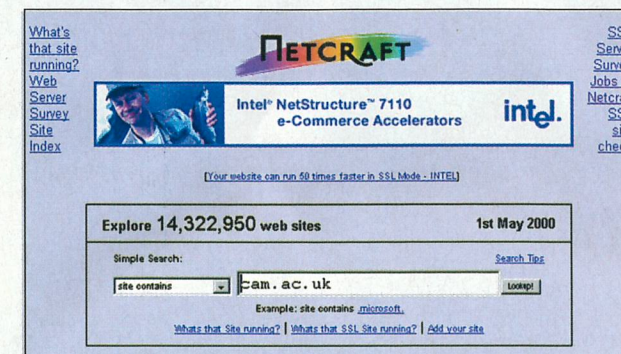 What's
that site
running?
Web
Server
Survey
Site
Index
NETCRAFT
Intel® NetStructure™ 7110
e-Commerce Accelerators
intel.
Jobs
[Your website can run 50 times faster in SSL Mode - INTEL]
Explore 14,322,950 web sites 1st May 2000
Simple Search: Search Tips
site contains cam.ac.uk Lookup!
Example: site contains .microsoft.
Whats that Site running? | Whats that SSL Site running? | Add your site